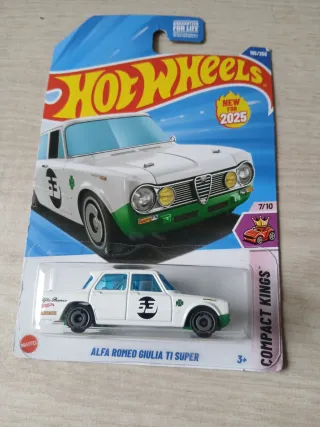 GUARANTEED
FOR LIFE
HOT WHEELS
NEW
FOR
2025
7/10
COMPACT KINGS
ALFA ROMEO GIULIA TI SUPER
3+
MATTEL